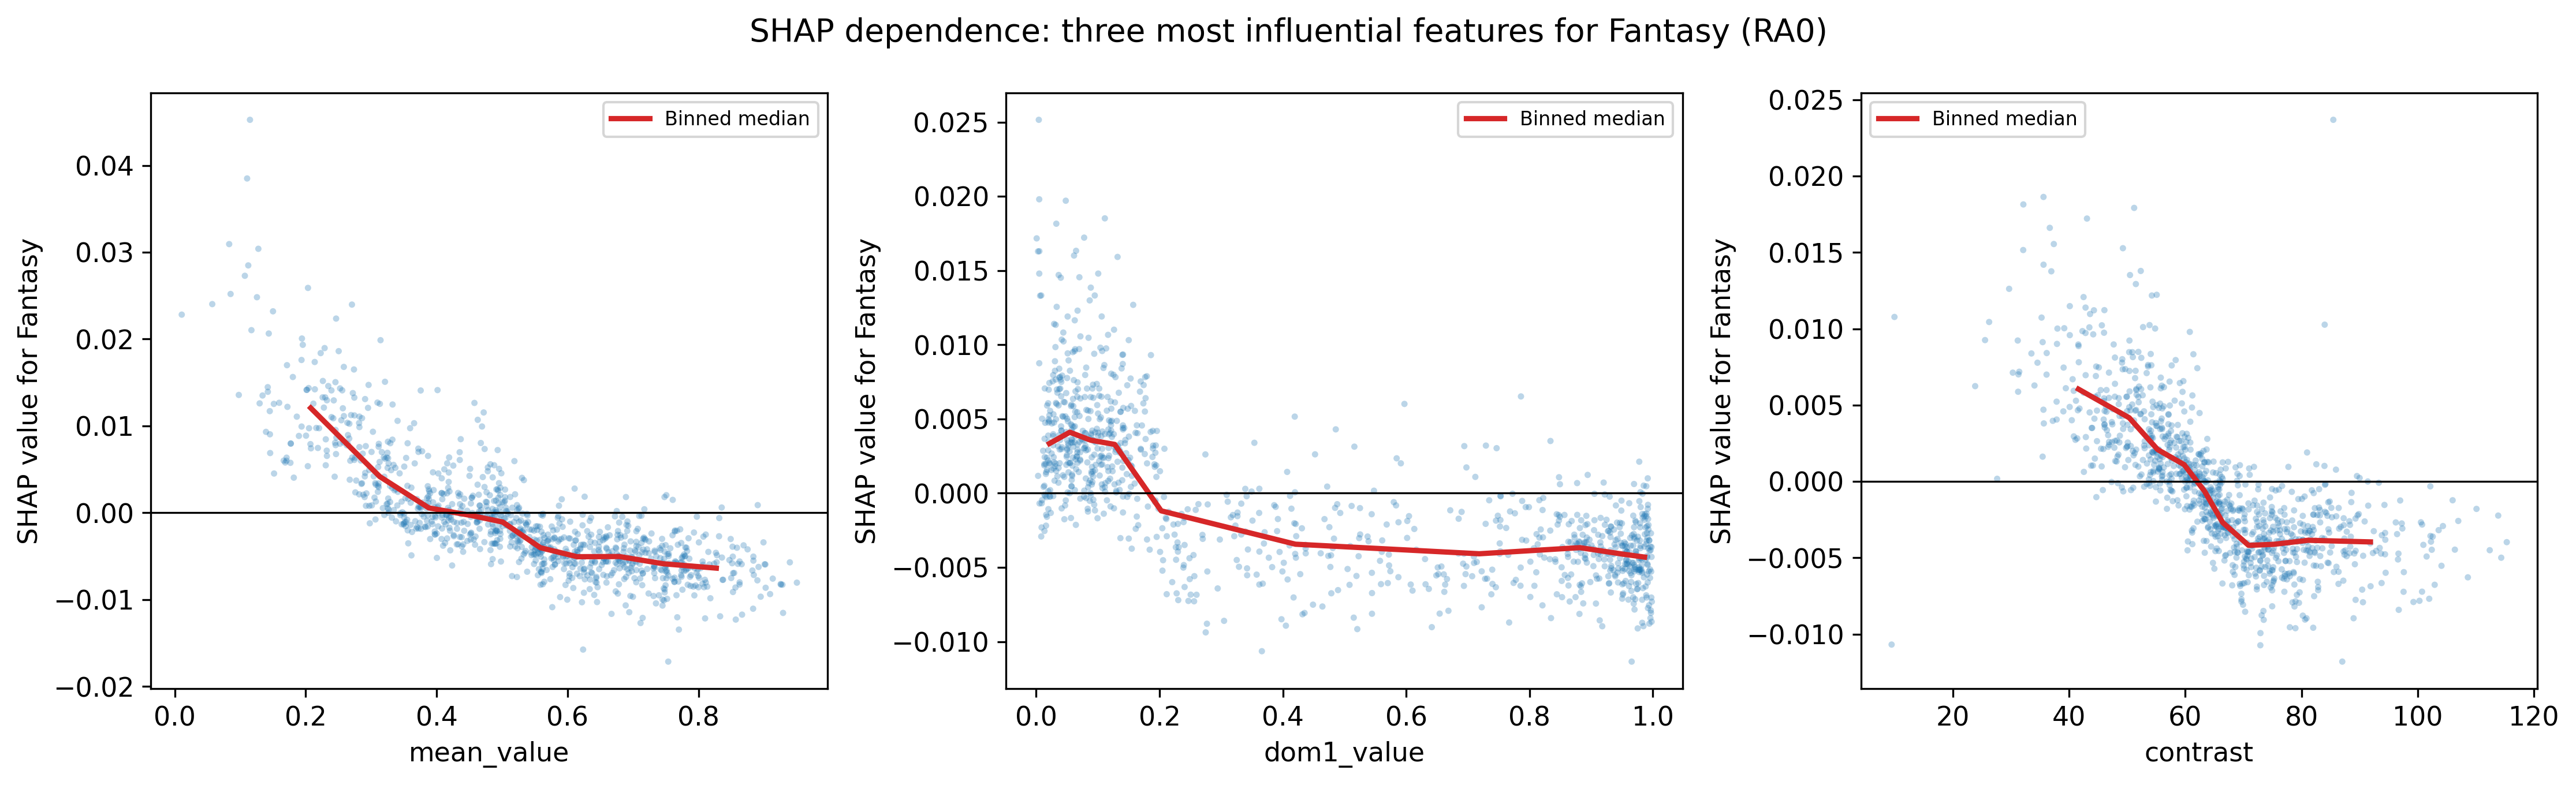 SHAP dependence: three most influential features for Fantasy (RA0)
SHAP value for Fantasy
0.04
0.03
0.02
0.01
0.00
−0.01
−0.02
Binned median
0.0 0.2 0.4 0.6 0.8
mean_value
SHAP value for Fantasy
0.025
0.020
0.015
0.010
0.005
0.000
−0.005
−0.010
Binned median
0.0 0.2 0.4 0.6 0.8 1.0
dom1_value
SHAP value for Fantasy
0.025
0.020
0.015
0.010
0.005
0.000
−0.005
−0.010
Binned median
20 40 60 80 100 120
contrast